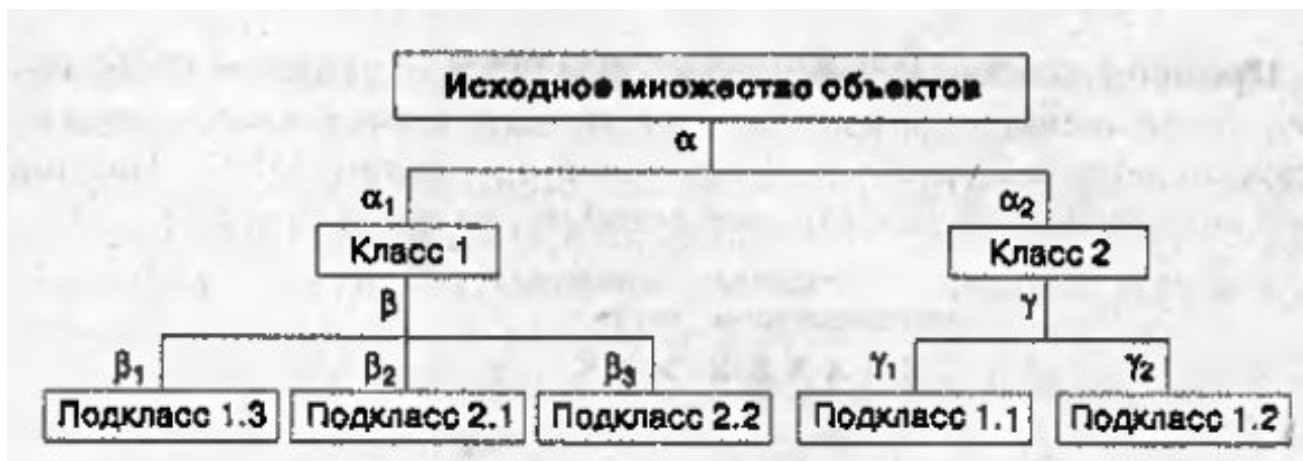 Исходное множество объектов
α
α₁ α₂
Класс 1 Класс 2
β γ
β₁ β₂ β₃ γ₁ γ₂
Подкласс 1.3 Подкласс 2.1 Подкласс 2.2 Подкласс 1.1 Подкласс 1.2